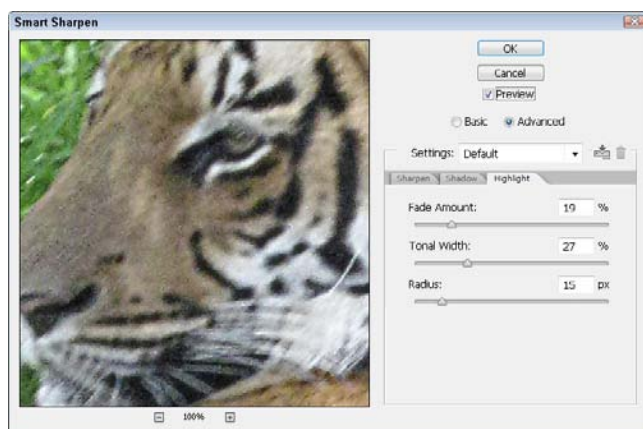 Smart Sharpen
OK
Cancel
Preview
Basic Advanced
Settings: Default
Sharpen Shadow Highlight
Fade Amount: 19 %
Tonal Width: 27 %
Radius: 15 px
100%